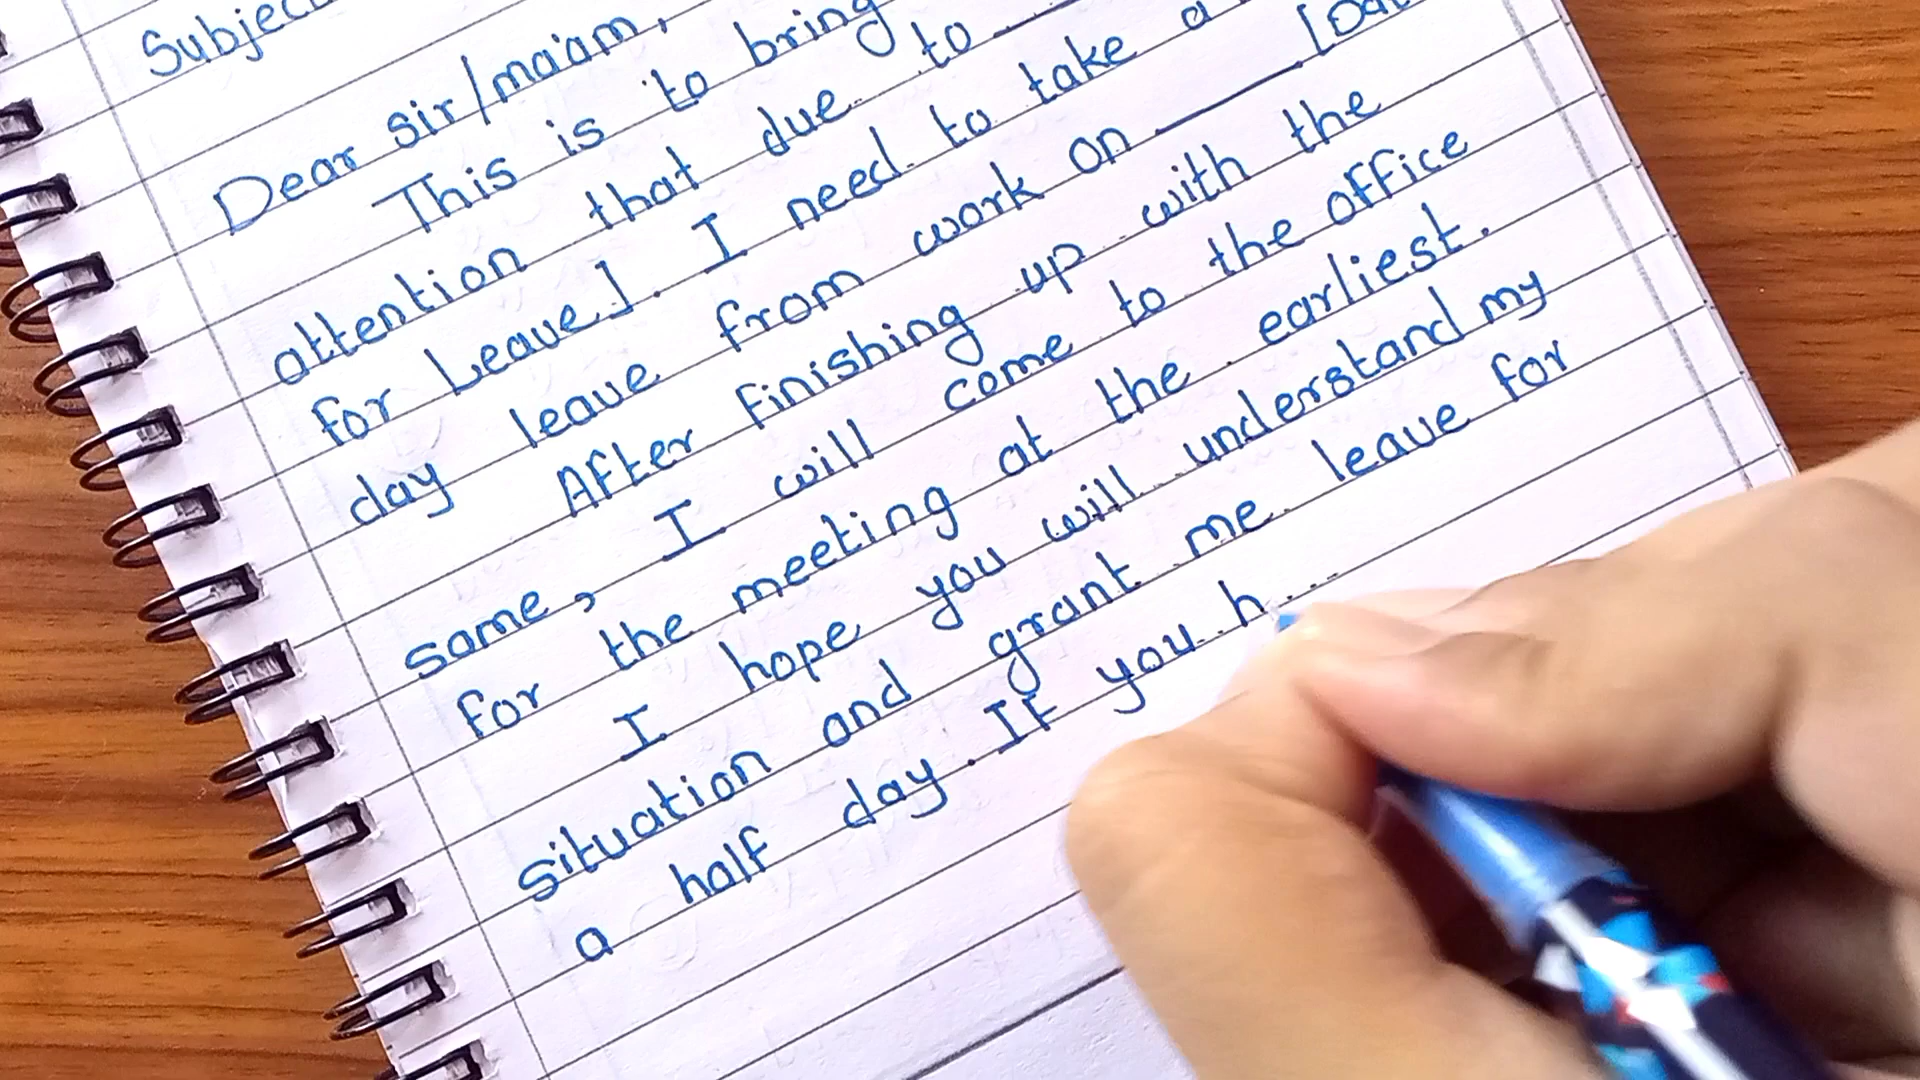 Subjec
Dear sir/ma'am,
This is to bring
attention that due to
for Leave]. I need to take a
day leave from work on ______ [Dat
After finishing up with the
same, I will come to the office
for the meeting at the earliest.
I hope you will understand my
situation and grant me leave for
a half day. If you h